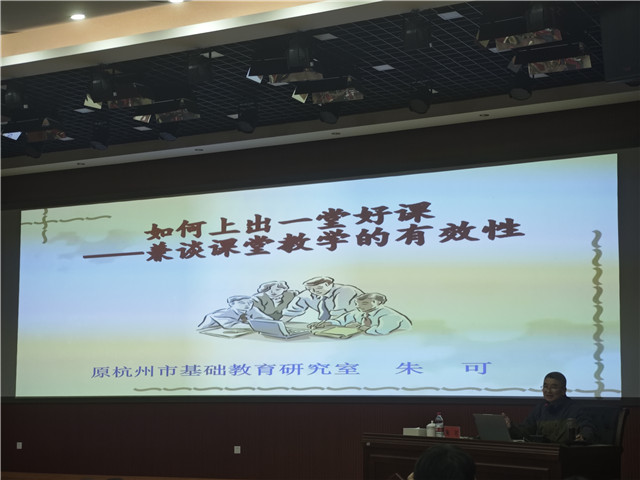 如何上出一堂好课
——兼谈课堂教学的有效性
原杭州市基础教育研究室 朱 可